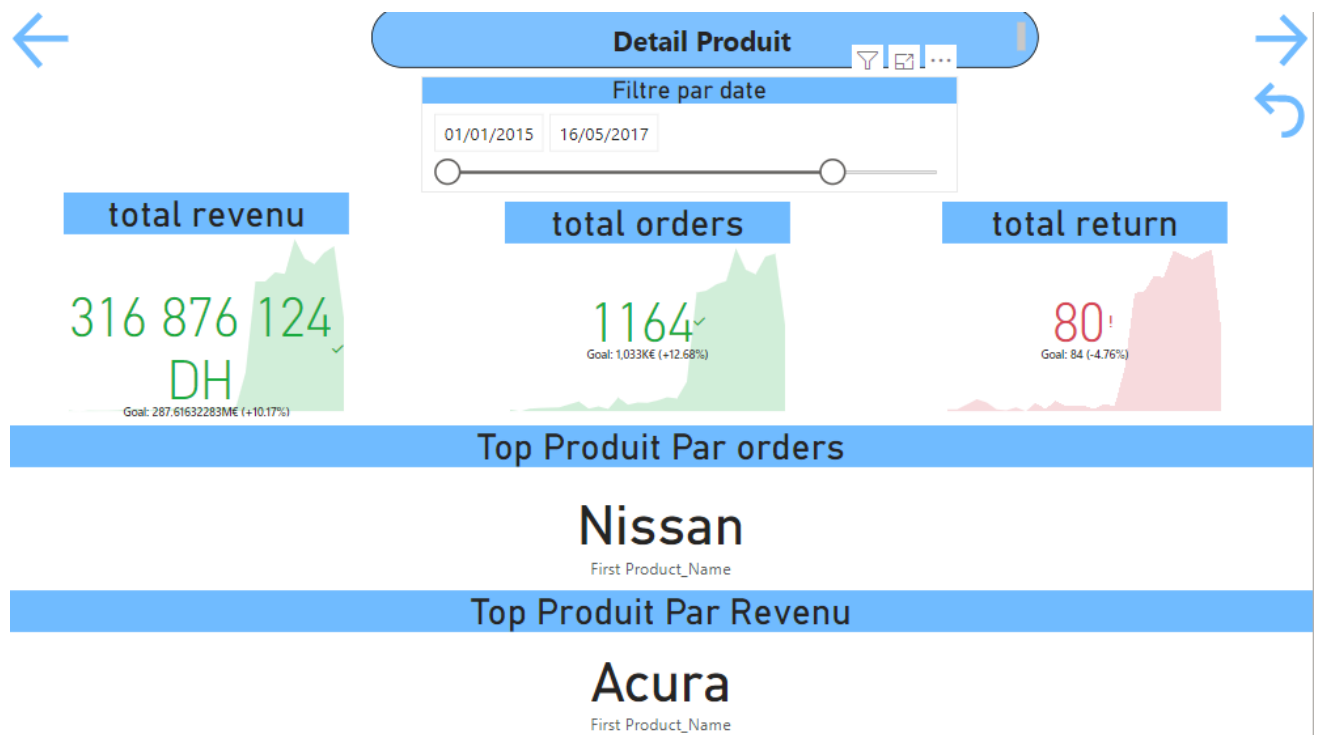 Detail Produit
Filtre par date
01/01/2015 16/05/2017
total revenu
total orders
total return
316 876 124
DH
Goal: 287.61632283M€ (+10.17%)
1164
Goal: 1,033K€ (+12.68%)
80!
Goal: 84 (-4.76%)
Top Produit Par orders
Nissan
First Product_Name
Top Produit Par Revenu
Acura
First Product_Name